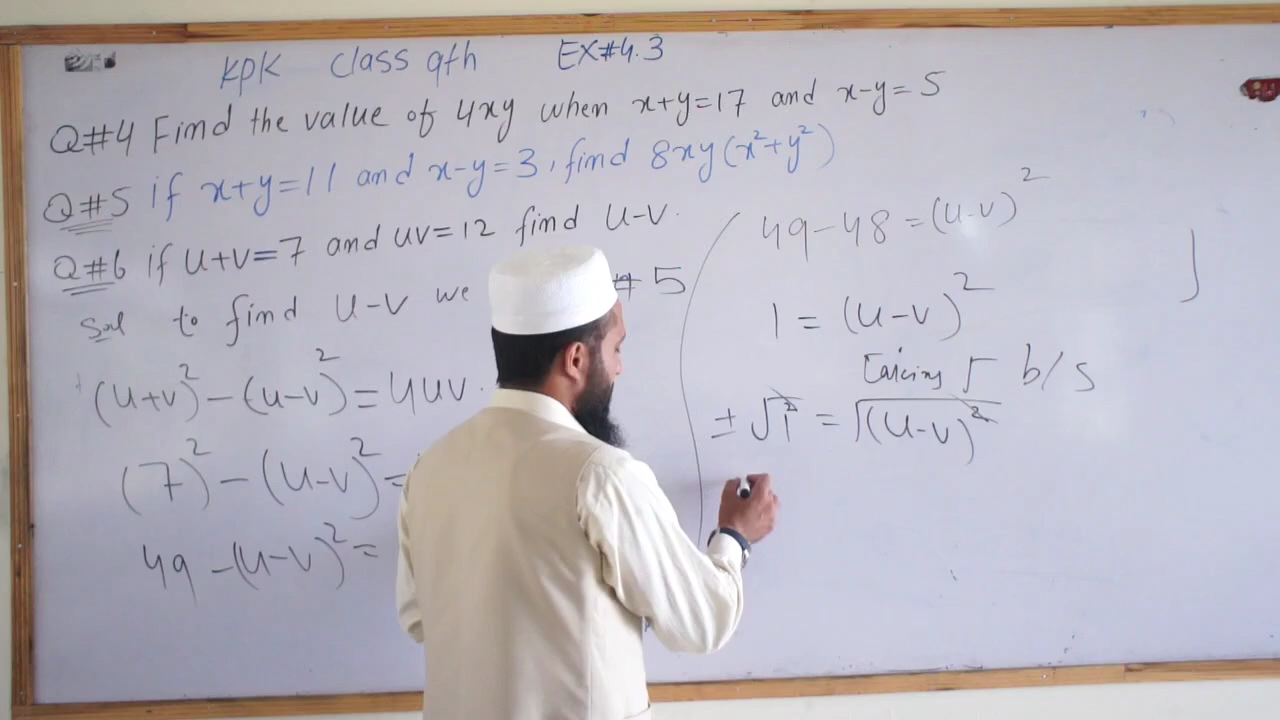 KPK class 9th EX#4.3
Q#4 Find the value of 4xy when x+y=17 and x-y=5
Q#5 if x+y=11 and x-y=3, find 8xy(x²+y²)
Q#6 if u+v=7 and uv=12 find u-v.
Sol to find u-v we # 5
(u+v)²-(u-v)²=4uv.
(7)²-(u-v)²=
49-(u-v)²=
49-48=(u-v)²
1=(u-v)²
Taking √ b/s
±√1²=√(u-v)²